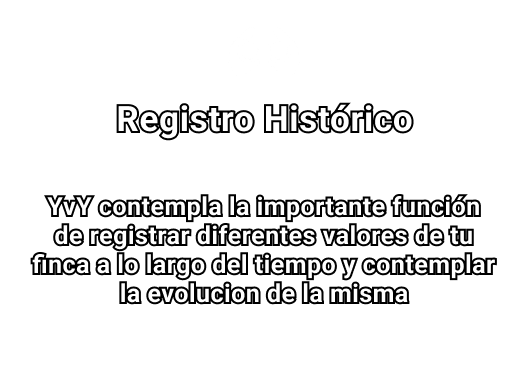 Registro Histórico
YvY contempla la importante función
de registrar diferentes valores de tu
finca a lo largo del tiempo y contemplar
la evolucion de la misma